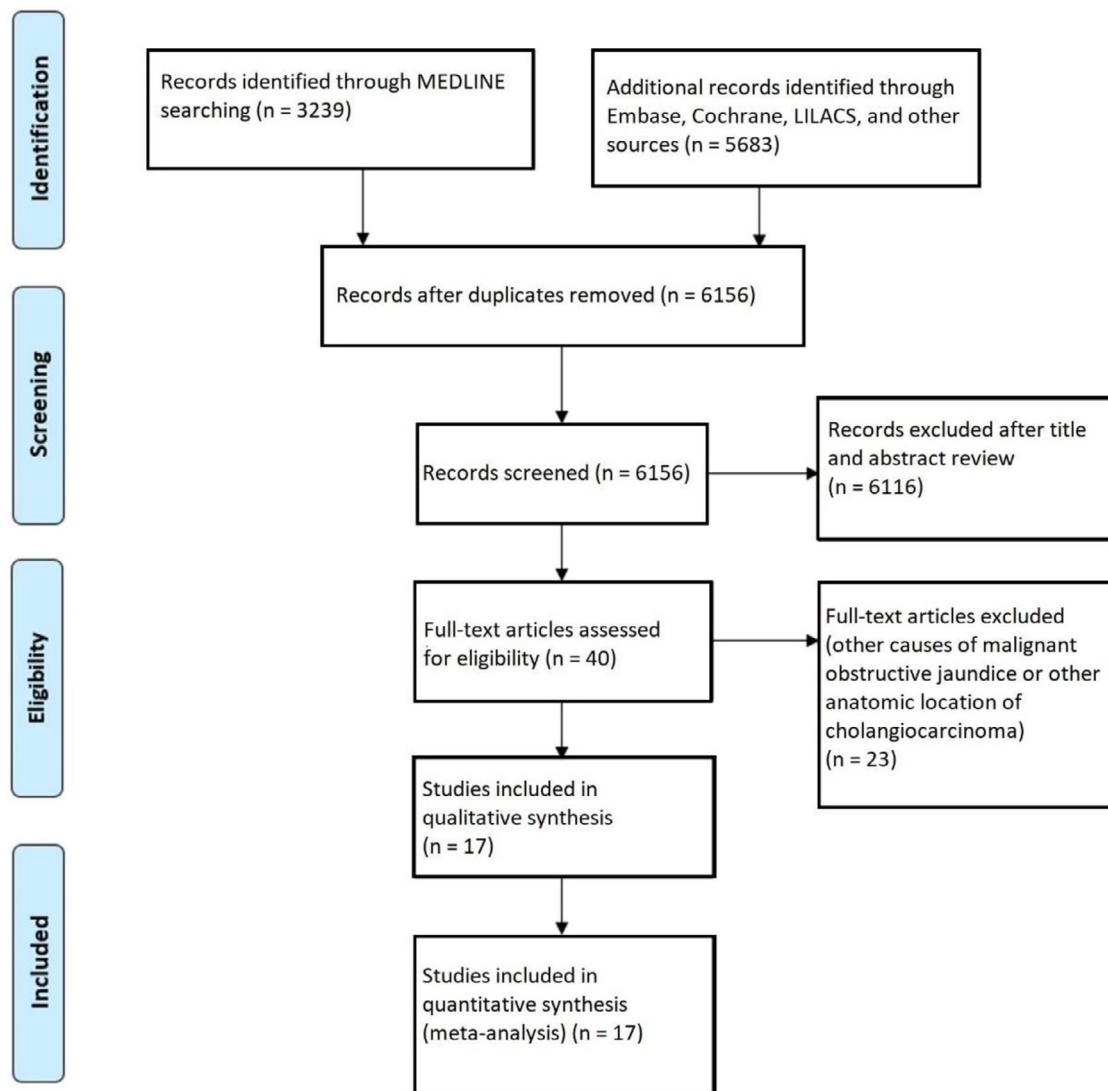 Identification
Records identified through MEDLINE
searching (n = 3239)
Additional records identified through
Embase, Cochrane, LILACS, and other
sources (n = 5683)
Records after duplicates removed (n = 6156)
Screening
Records screened (n = 6156)
Records excluded after title
and abstract review
(n = 6116)
Eligibility
Full-text articles assessed
for eligibility (n = 40)
Full-text articles excluded
(other causes of malignant
obstructive jaundice or other
anatomic location of
cholangiocarcinoma)
(n = 23)
Studies included in
qualitative synthesis
(n = 17)
Included
Studies included in
quantitative synthesis
(meta-analysis) (n = 17)